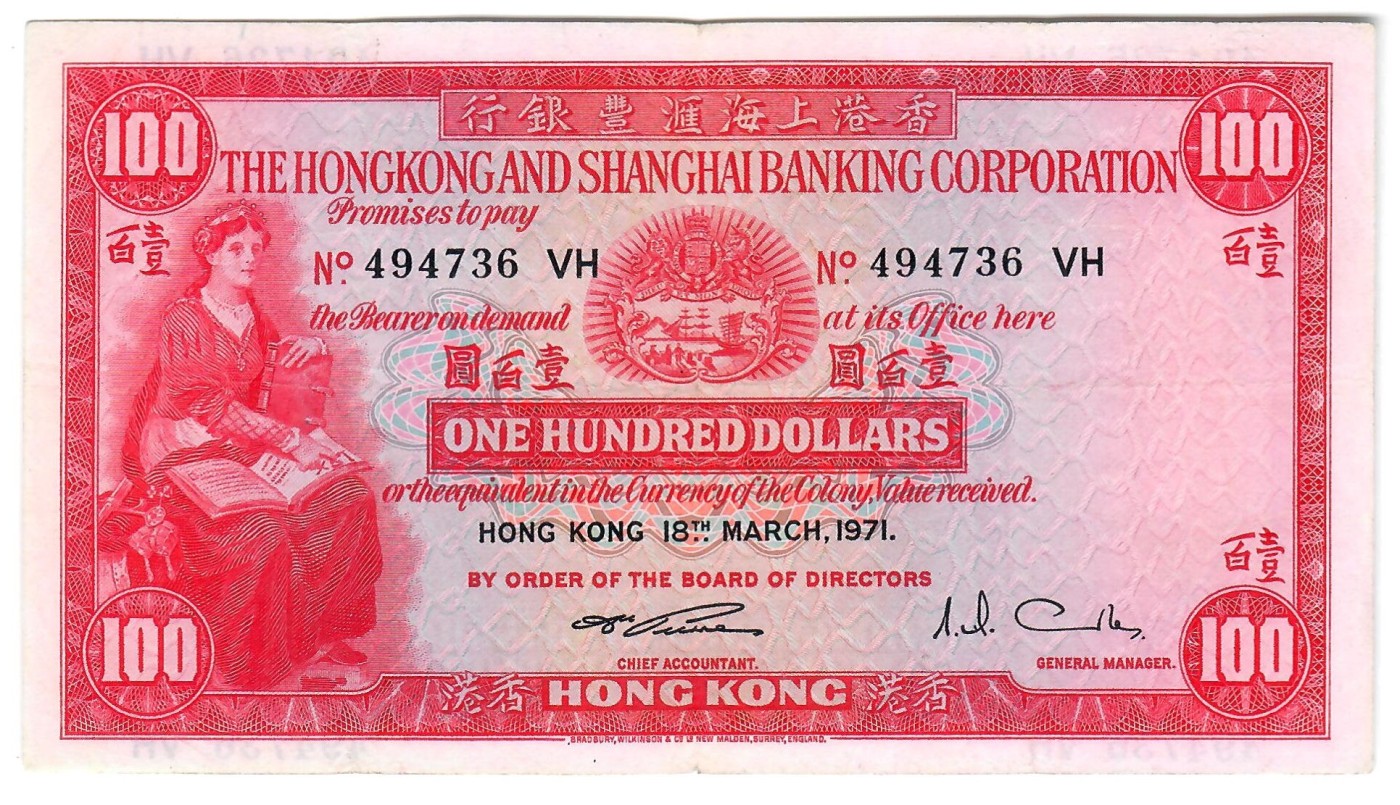 行銀豐滙海上港香
100 100
THE HONGKONG AND SHANGHAI BANKING CORPORATION
Promises to pay
百壹 百壹
Nº 494736 VH Nº 494736 VH
the Bearer on demand at its Office here
圓百壹 圓百壹
ONE HUNDRED DOLLARS
or the equivalent in the Currency of the Colony, Value received.
HONG KONG 18TH MARCH, 1971.
百壹
BY ORDER OF THE BOARD OF DIRECTORS
100 100
CHIEF ACCOUNTANT. GENERAL MANAGER.
港香 HONG KONG 港香
BRADBURY, WILKINSON & Cº Lº NEW MALDEN, SURREY, ENGLAND.